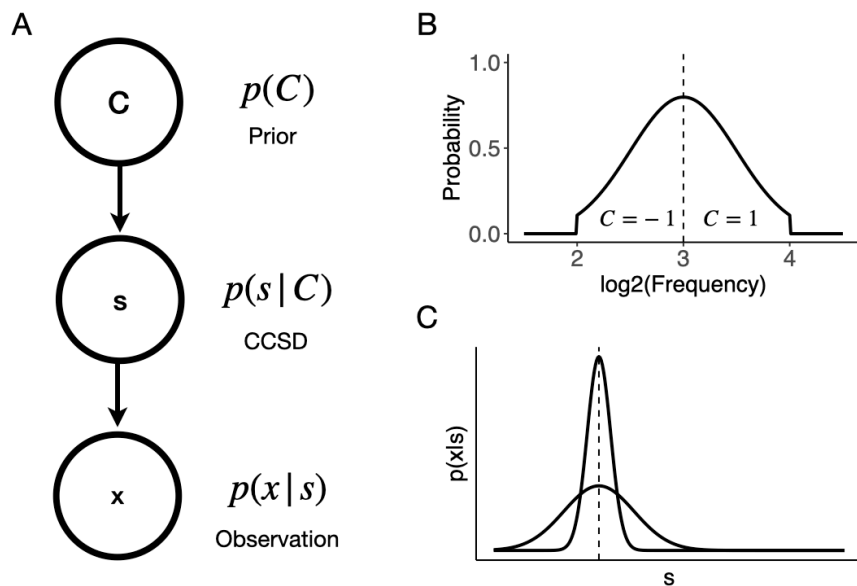 A
C
p(C)
Prior
s
p(s|C)
CCSD
x
p(x|s)
Observation
B
Probability
1.0
0.5
0.0
C = − 1
C = 1
2
3
4
log2(Frequency)
C
p(x|s)
s